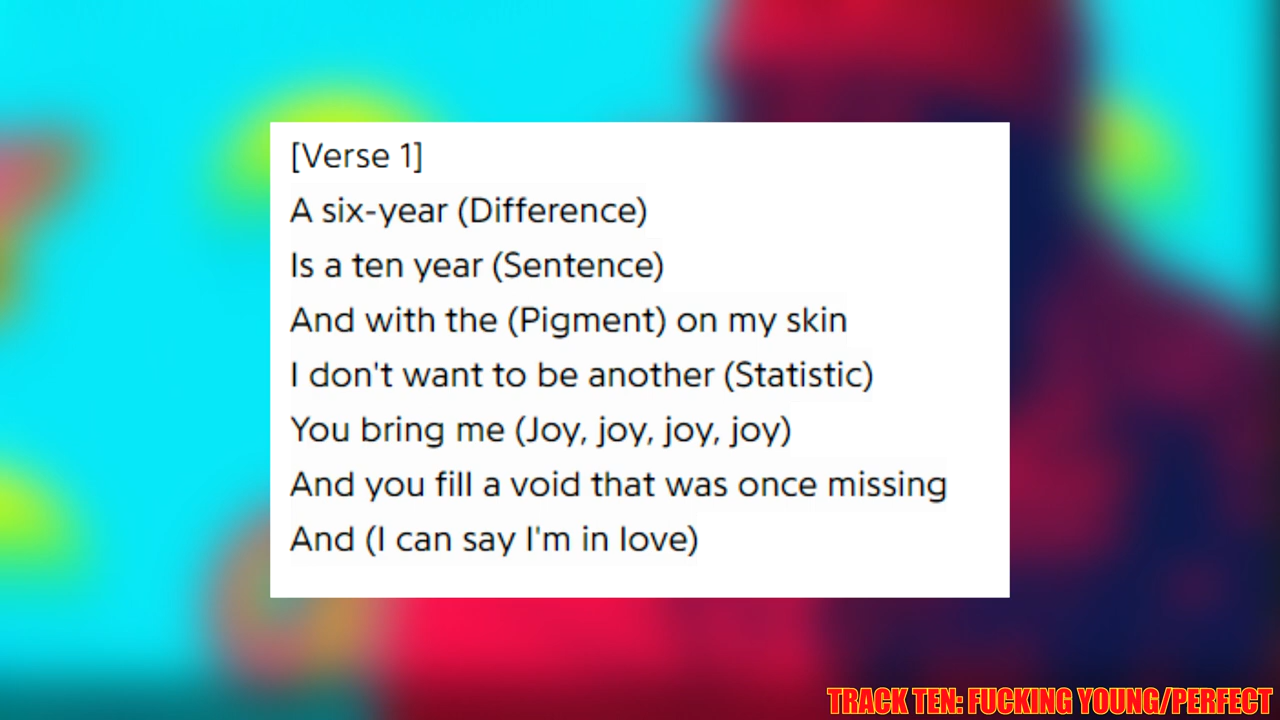 [Verse 1]
A six-year (Difference)
Is a ten year (Sentence)
And with the (Pigment) on my skin
I don't want to be another (Statistic)
You bring me (Joy, joy, joy, joy)
And you fill a void that was once missing
And (I can say I'm in love)
TRACK TEN: FUCKING YOUNG/PERFECT